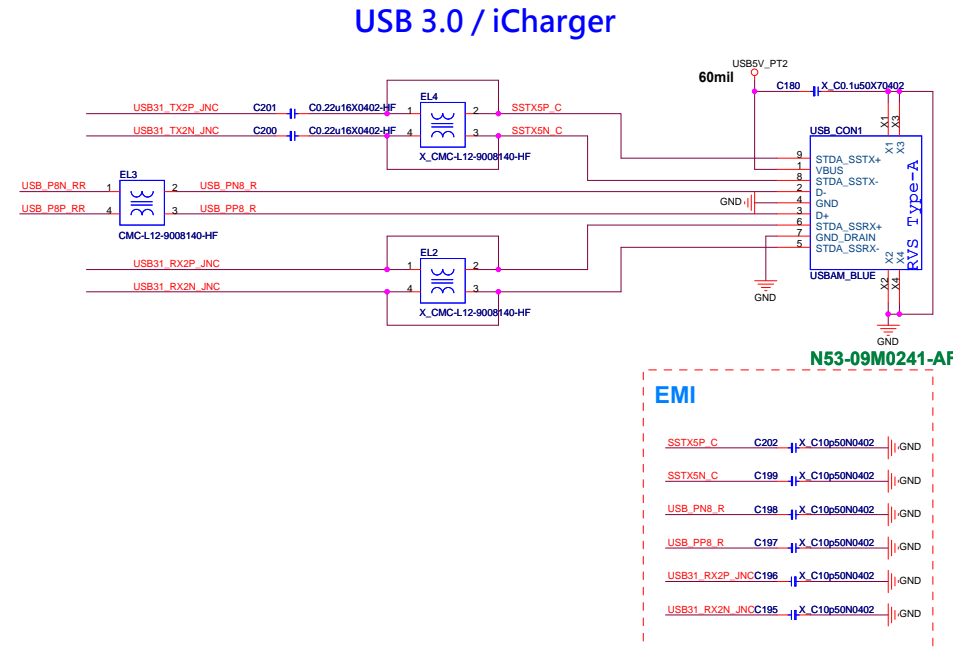 USB 3.0 / iCharger
USB5V_PT2
60mil
C180 X_C0.1u50X70402
USB31_TX2P_JNC C201 C0.22u16X0402-HF 1 EL4 2 SSTX5P_C
USB31_TX2N_JNC C200 C0.22u16X0402-HF 4 3 SSTX5N_C
X_CMC-L12-9008140-HF
X1 X3
USB_CON1
X1 X3
9 STDA_SSTX+
1 VBUS
8 STDA_SSTX-
2 D-
4 GND
3 D+
6 STDA_SSRX+
7 GND_DRAIN
5 STDA_SSRX-
X2 X4
RVS Type-A
USBAM_BLUE
X2 X4
EL3
USB_P8N_RR 1 2 USB_PN8_R
USB_P8P_RR 4 3 USB_PP8_R
CMC-L12-9008140-HF
GND
EL2
USB31_RX2P_JNC 1 2
USB31_RX2N_JNC 4 3
X_CMC-L12-9008140-HF
GND
GND
N53-09M0241-AF
EMI
SSTX5P_C C202 X_C10p50N0402 GND
SSTX5N_C C199 X_C10p50N0402 GND
USB_PN8_R C198 X_C10p50N0402 GND
USB_PP8_R C197 X_C10p50N0402 GND
USB31_RX2P_JNC C196 X_C10p50N0402 GND
USB31_RX2N_JNC C195 X_C10p50N0402 GND